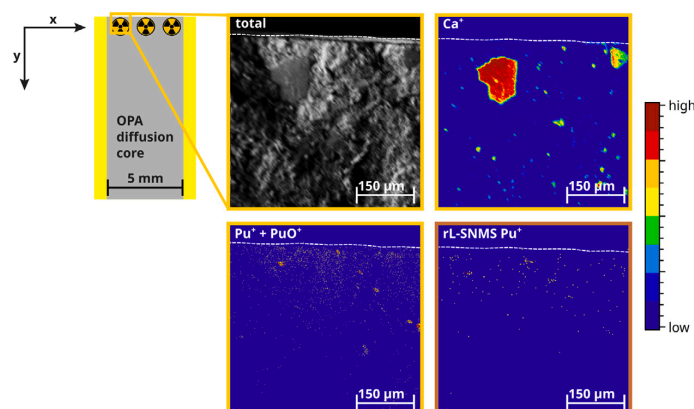 x
y
OPA
diffusion
core
5 mm
total
150 µm
Ca⁺
150 µm
Pu⁺ + PuO⁺
150 µm
rL-SNMS Pu⁺
150 µm
high
low